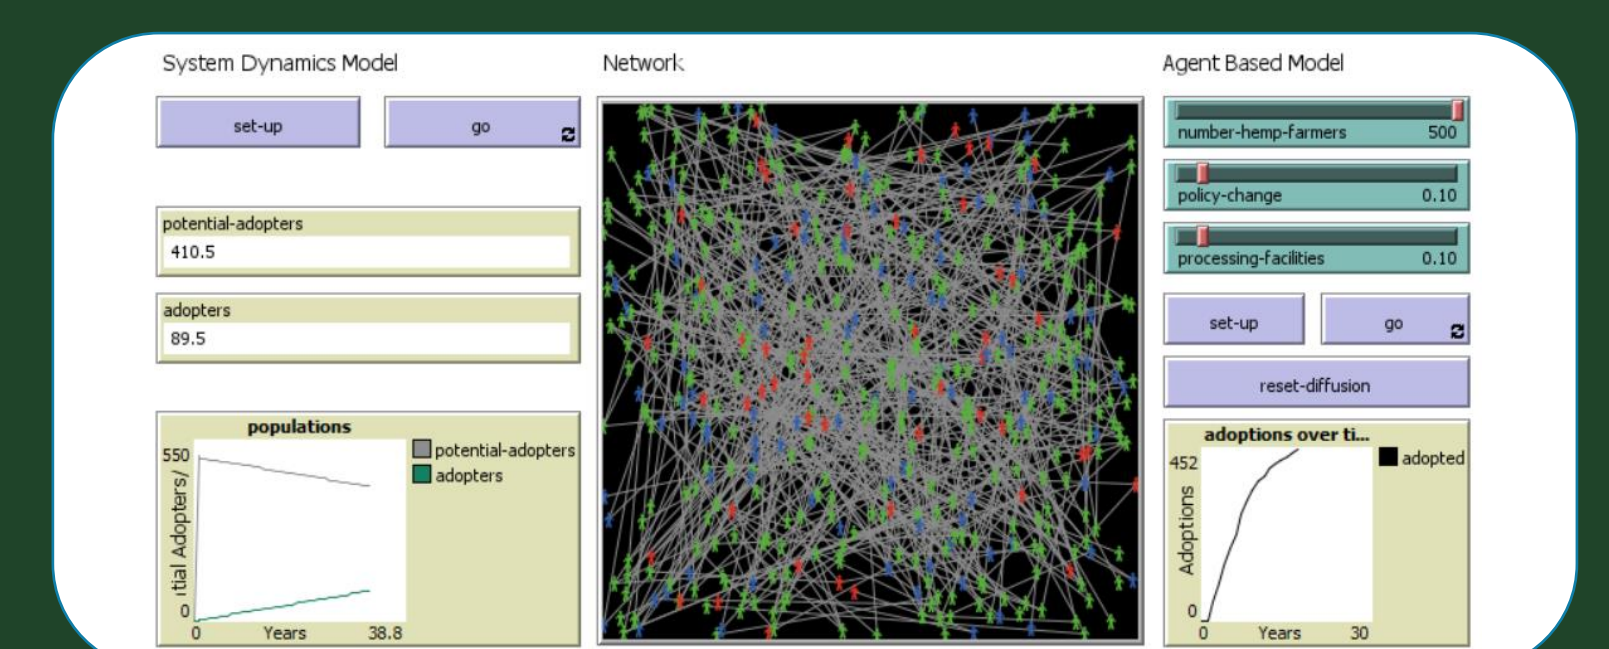 System Dynamics Model
set-up
go
potential-adopters
410.5
adopters
89.5
populations
550
itial Adopters/
0
0
Years
38.8
potential-adopters
adopters
Network
Agent Based Model
number-hemp-farmers 500
policy-change 0.10
processing-facilities 0.10
set-up
go
reset-diffusion
adoptions over ti...
452
Adoptions
0
0
Years
30
adopted